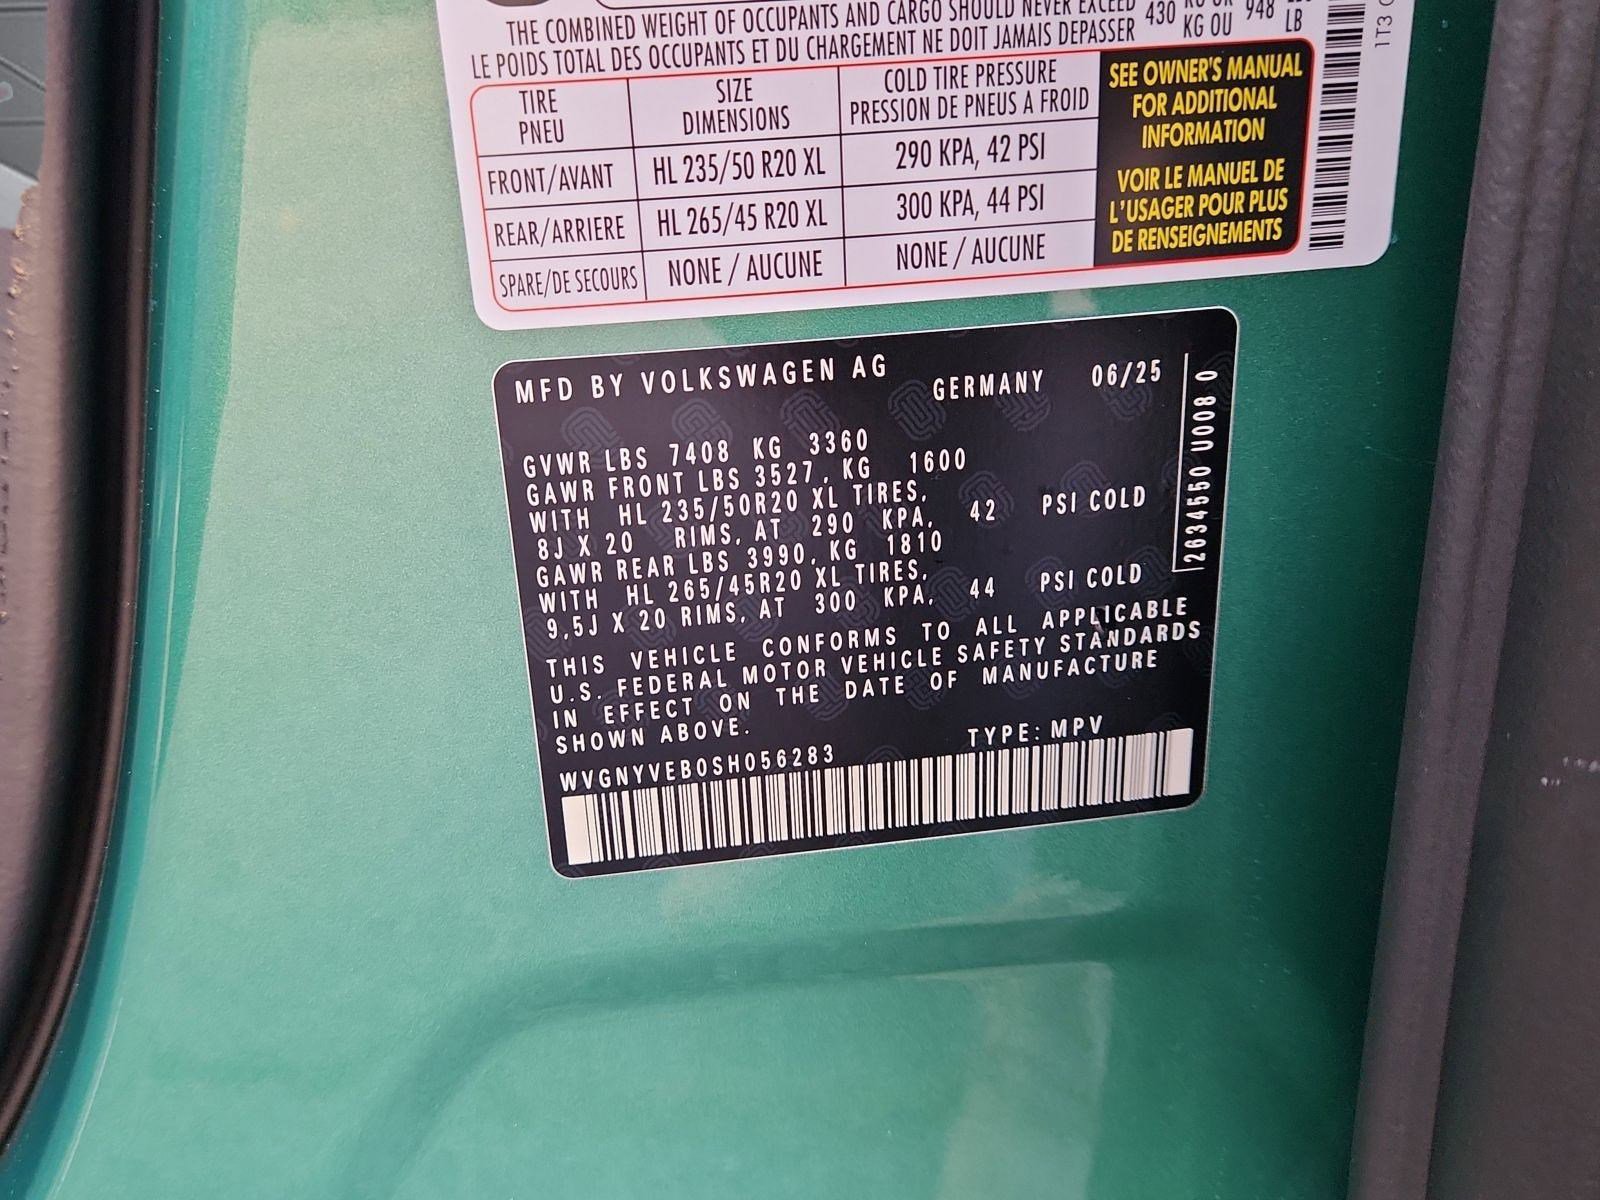 THE COMBINED WEIGHT OF OCCUPANTS AND CARGO SHOULD NEVER EXCEED 430 KG OR 948
LE POIDS TOTAL DES OCCUPANTS ET DU CHARGEMENT NE DOIT JAMAIS DEPASSER KG OU LB
TIRE PNEU SIZE DIMENSIONS COLD TIRE PRESSURE PRESSION DE PNEUS A FROID
FRONT/AVANT HL 235/50 R20 XL 290 KPA, 42 PSI
REAR/ARRIERE HL 265/45 R20 XL 300 KPA, 44 PSI
SPARE/DE SECOURS NONE / AUCUNE NONE / AUCUNE
SEE OWNER'S MANUAL
FOR ADDITIONAL
INFORMATION
VOIR LE MANUEL DE
L'USAGER POUR PLUS
DE RENSEIGNEMENTS
1T3
MFD BY VOLKSWAGEN AG GERMANY 06/25
GVWR LBS 7408 KG 3360
GAWR FRONT LBS 3527, KG 1600
WITH HL 235/50R20 XL TIRES,
8J X 20 RIMS, AT 290 KPA, 42 PSI COLD
GAWR REAR LBS 3990, KG 1810
WITH HL 265/45R20 XL TIRES,
9,5J X 20 RIMS, AT 300 KPA, 44 PSI COLD
THIS VEHICLE CONFORMS TO ALL APPLICABLE
U.S. FEDERAL MOTOR VEHICLE SAFETY STANDARDS
IN EFFECT ON THE DATE OF MANUFACTURE
SHOWN ABOVE.
WVGNYVEB0SH056283 TYPE: MPV
2634550 U008 0